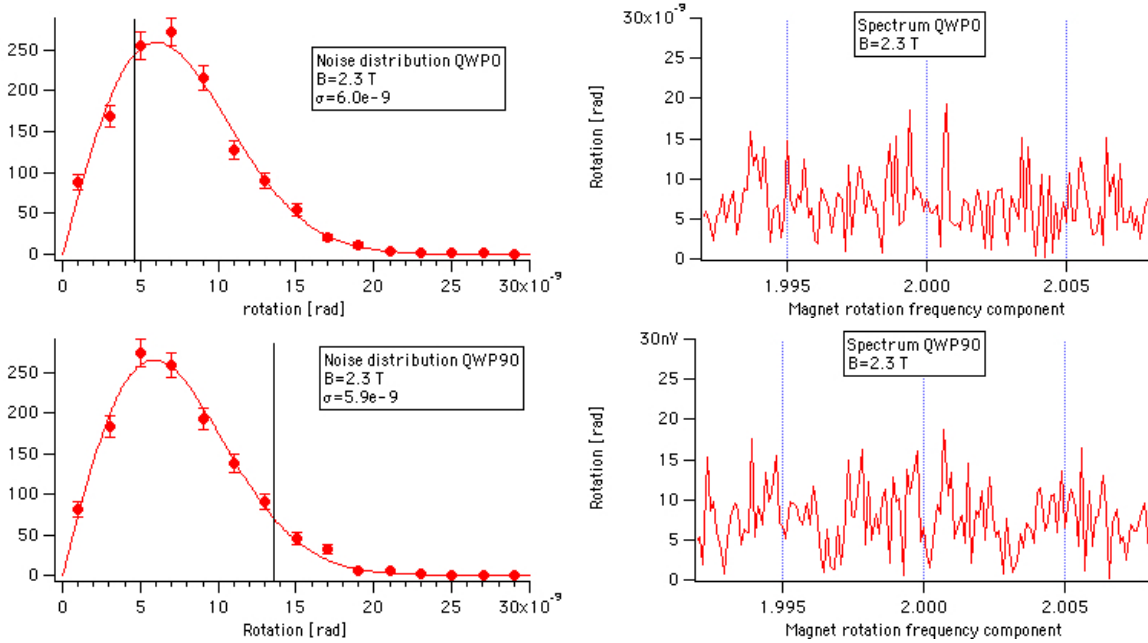 250
200
150
100
50
0
Noise distribution QWP0
B=2.3 T
σ=6.0e-9
0 5 10 15 20 25 30x10⁻⁹
rotation [rad]
30x10⁻⁹
25
20
15
10
5
0
Rotation [rad]
Spectrum QWP0
B=2.3 T
1.995 2.000 2.005
Magnet rotation frequency component
250
200
150
100
50
0
Noise distribution QWP90
B=2.3 T
σ=5.9e-9
0 5 10 15 20 25 30x10⁻⁹
Rotation [rad]
30nV
25
20
15
10
5
0
Rotation [rad]
Spectrum QWP90
B=2.3 T
1.995 2.000 2.005
Magnet rotation frequency component